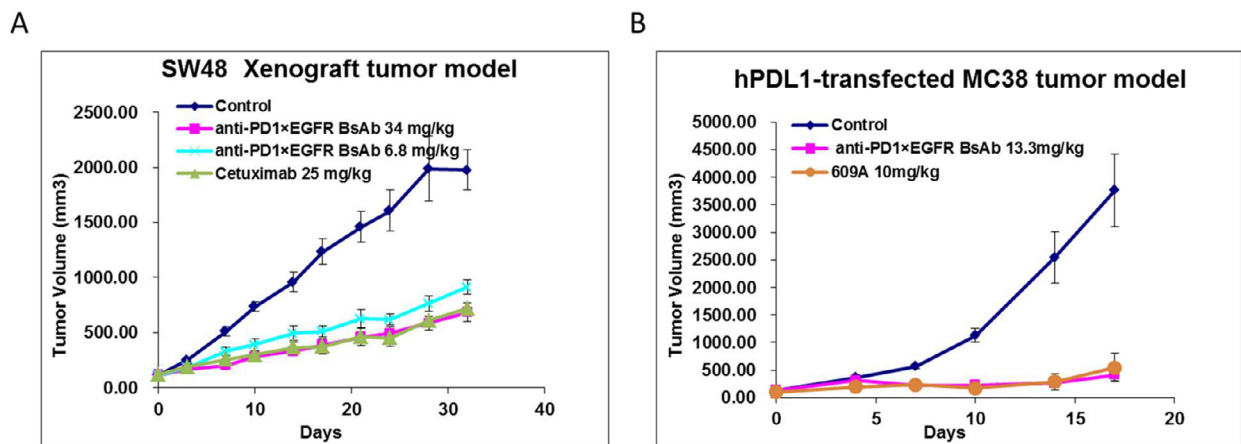 A
SW48 Xenograft tumor model
Control
anti-PD1×EGFR BsAb 34 mg/kg
anti-PD1×EGFR BsAb 6.8 mg/kg
Cetuximab 25 mg/kg
Tumor Volume (mm3)
2500.00
2000.00
1500.00
1000.00
500.00
0.00
0 10 20 30 40
Days
B
hPDL1-transfected MC38 tumor model
Control
anti-PD1×EGFR BsAb 13.3mg/kg
609A 10mg/kg
Tumor Volume (mm3)
5000.00
4500.00
4000.00
3500.00
3000.00
2500.00
2000.00
1500.00
1000.00
500.00
0.00
0 5 10 15 20
Days